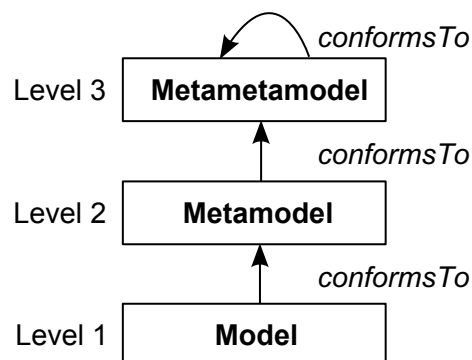 conformsTo
Level 3 Metametamodel
conformsTo
Level 2 Metamodel
conformsTo
Level 1 Model